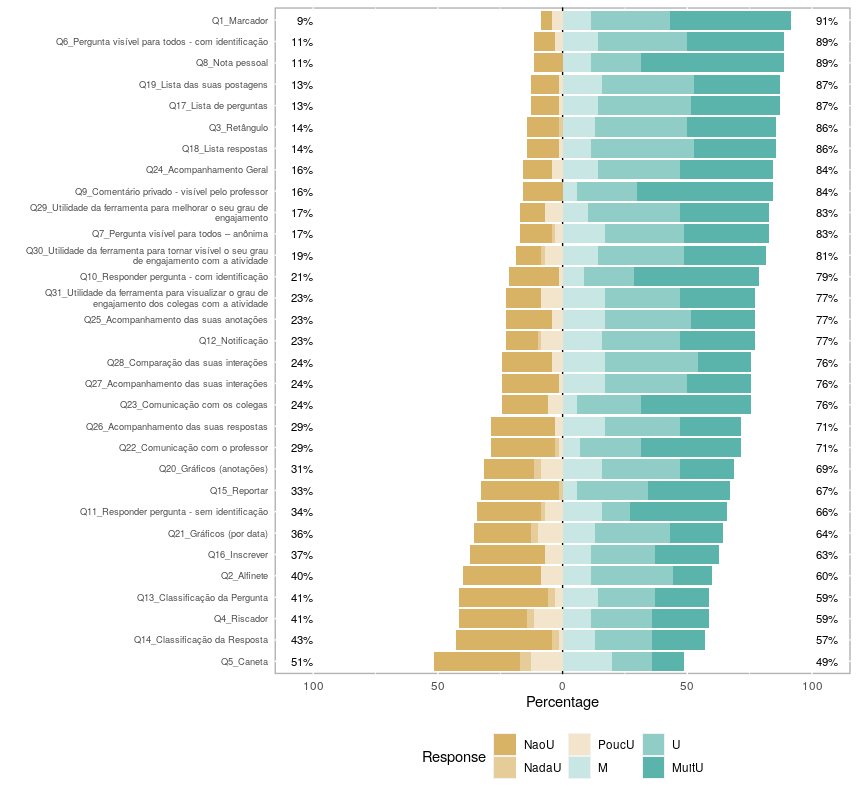 Q1_Marcador 9% 91%
Q6_Pergunta visível para todos - com identificação 11% 89%
Q8_Nota pessoal 11% 89%
Q19_Lista das suas postagens 13% 87%
Q17_Lista de perguntas 13% 87%
Q3_Retângulo 14% 86%
Q18_Lista respostas 14% 86%
Q24_Acompanhamento Geral 16% 84%
Q9_Comentário privado - visível pelo professor 16% 84%
Q29_Utilidade da ferramenta para melhorar o seu grau de
engajamento 17% 83%
Q7_Pergunta visível para todos – anônima 17% 83%
Q30_Utilidade da ferramenta para tornar visível o seu grau
de engajamento com a atividade 19% 81%
Q10_Responder pergunta - com identificação 21% 79%
Q31_Utilidade da ferramenta para visualizar o grau de
engajamento dos colegas com a atividade 23% 77%
Q25_Acompanhamento das suas anotações 23% 77%
Q12_Notificação 23% 77%
Q28_Comparação das suas interações 24% 76%
Q27_Acompanhamento das suas interações 24% 76%
Q23_Comunicação com os colegas 24% 76%
Q26_Acompanhamento das suas respostas 29% 71%
Q22_Comunicação com o professor 29% 71%
Q20_Gráficos (anotações) 31% 69%
Q15_Reportar 33% 67%
Q11_Responder pergunta - sem identificação 34% 66%
Q21_Gráficos (por data) 36% 64%
Q16_Inscrever 37% 63%
Q2_Alfinete 40% 60%
Q13_Classificação da Pergunta 41% 59%
Q4_Riscador 41% 59%
Q14_Classificação da Resposta 43% 57%
Q5_Caneta 51% 49%
100 50 0 50 100
Percentage
Response
NaoU PoucU U
NadaU M MuitU